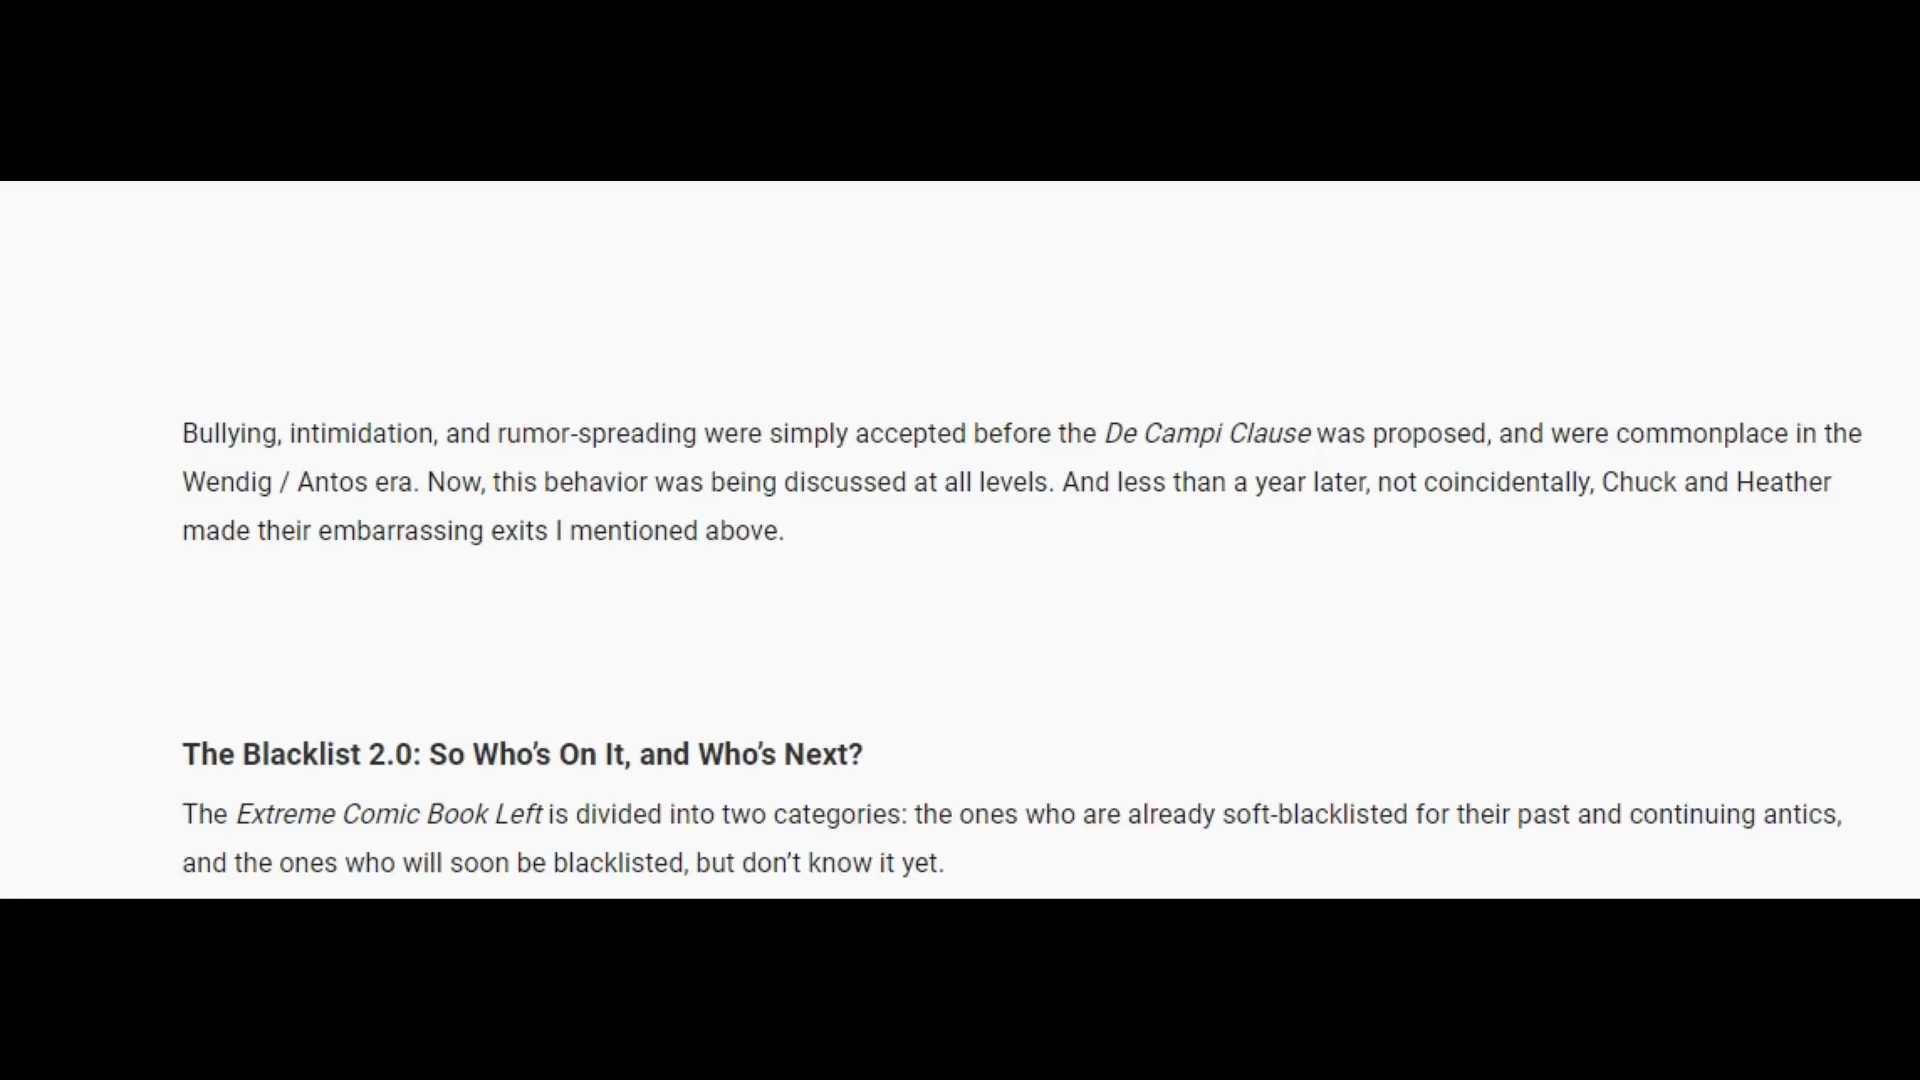 Bullying, intimidation, and rumor-spreading were simply accepted before the De Campi Clause was proposed, and were commonplace in the
Wendig / Antos era. Now, this behavior was being discussed at all levels. And less than a year later, not coincidentally, Chuck and Heather
made their embarrassing exits I mentioned above.
The Blacklist 2.0: So Who’s On It, and Who’s Next?
The Extreme Comic Book Left is divided into two categories: the ones who are already soft-blacklisted for their past and continuing antics,
and the ones who will soon be blacklisted, but don’t know it yet.